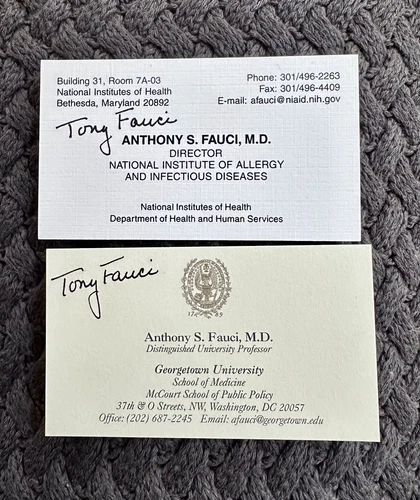 Building 31, Room 7A-03
National Institutes of Health
Bethesda, Maryland 20892
Phone: 301/496-2263
Fax: 301/496-4409
E-mail: afauci@niaid.nih.gov
Tony Fauci
ANTHONY S. FAUCI, M.D.
DIRECTOR
NATIONAL INSTITUTE OF ALLERGY
AND INFECTIOUS DISEASES
National Institutes of Health
Department of Health and Human Services
Tony Fauci
17 89
Anthony S. Fauci, M.D.
Distinguished University Professor
Georgetown University
School of Medicine
McCourt School of Public Policy
37th & O Streets, NW, Washington, DC 20057
Office: (202) 687-2245 Email: afauci@georgetown.edu